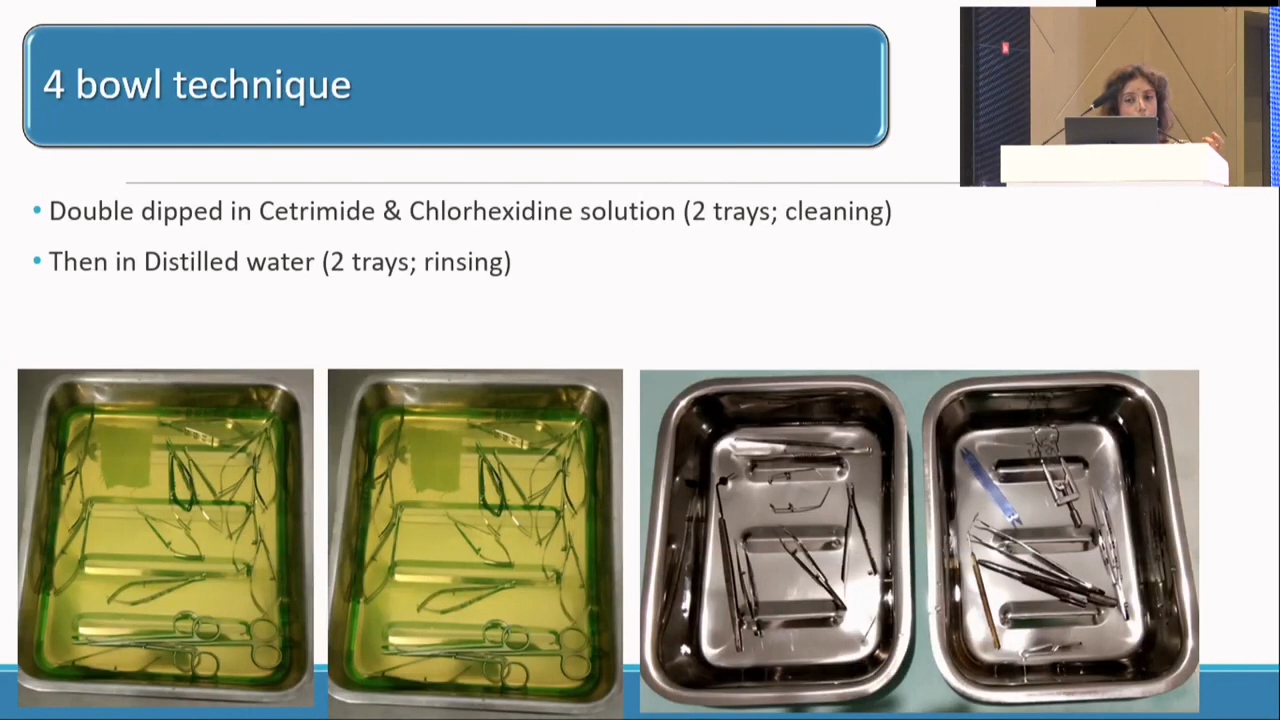 4 bowl technique
• Double dipped in Cetrimide & Chlorhexidine solution (2 trays; cleaning)
• Then in Distilled water (2 trays; rinsing)